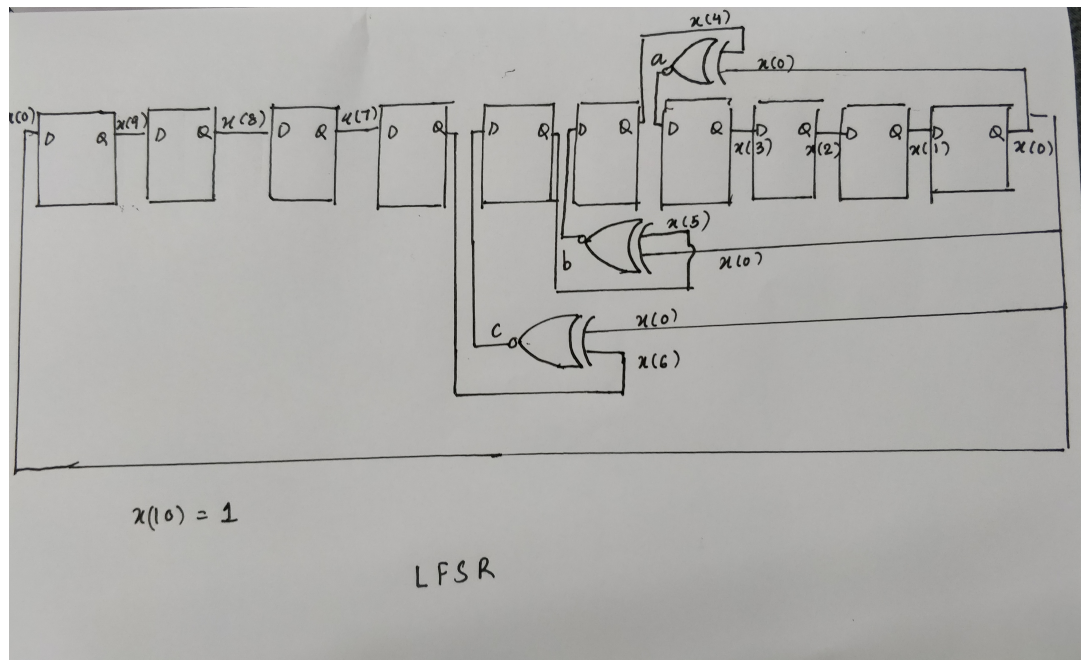 x(4)
a
x(0)
x(0) D Q x(9) D Q x(8) D Q x(7) D Q D Q D Q D Q x(3) D Q x(2) D Q x(1) D Q x(0)
x(5)
b
x(0)
c
x(0)
x(6)
x(10) = 1
LFSR